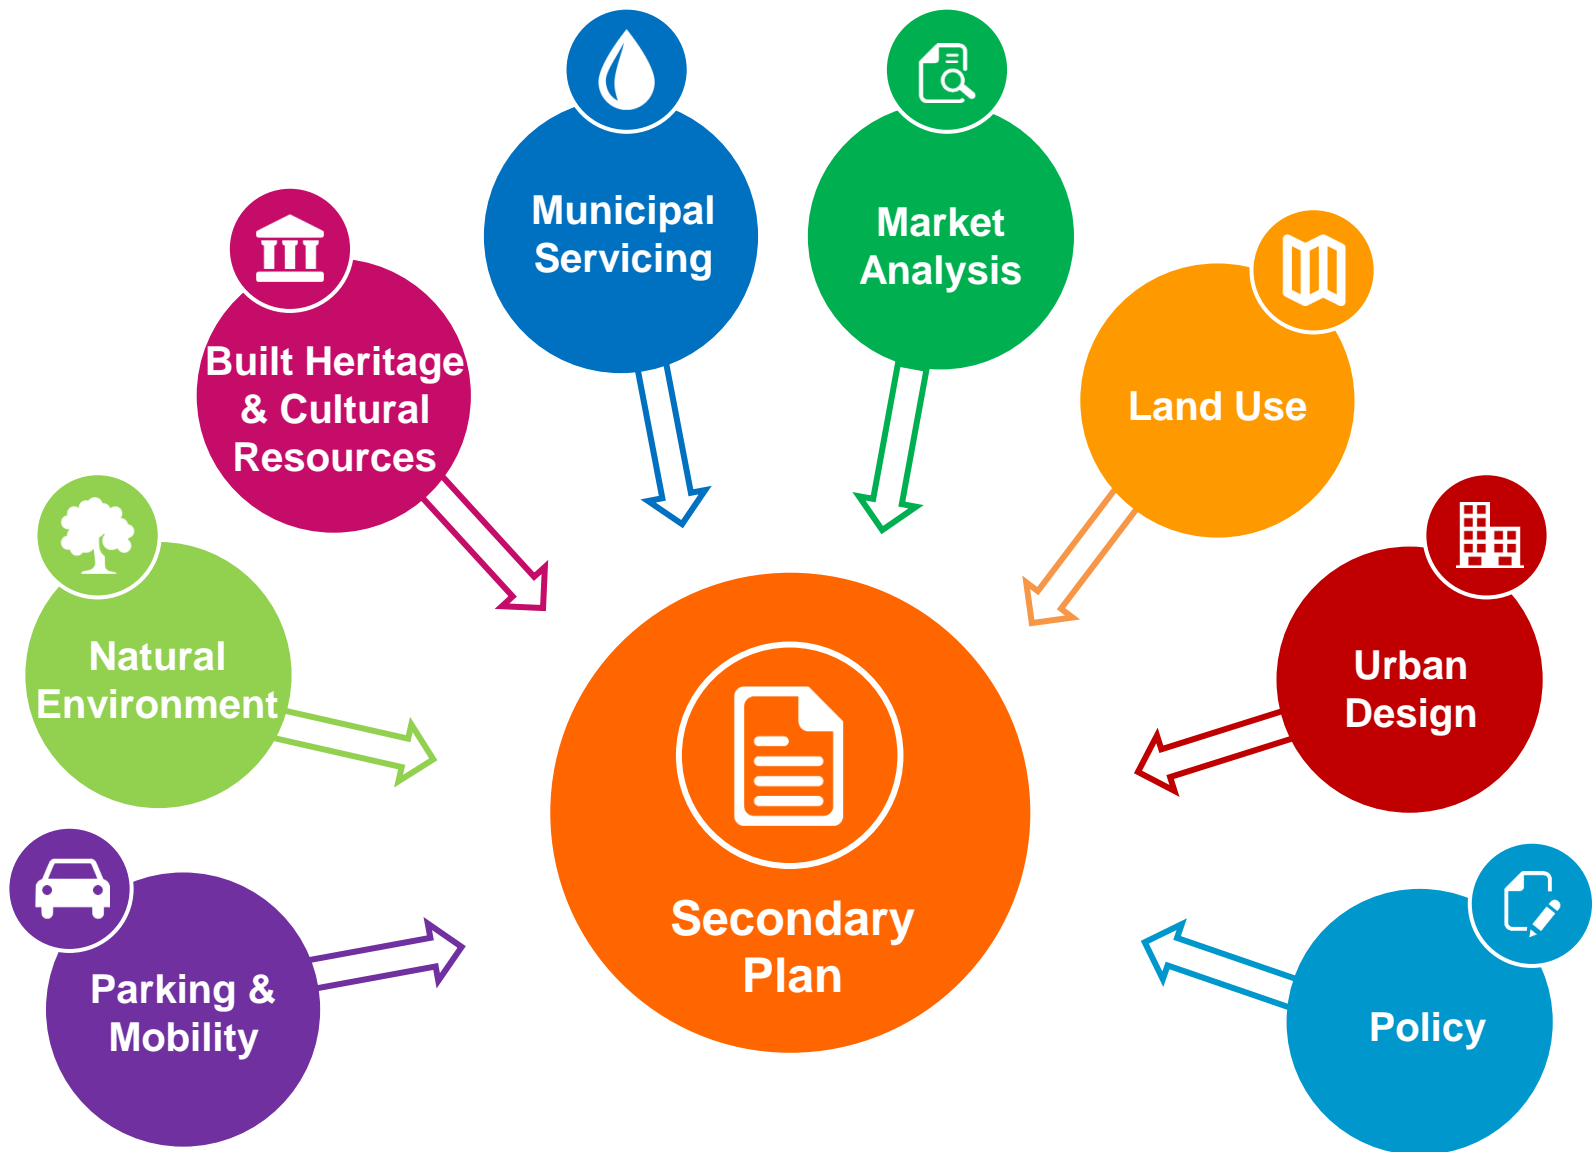 Municipal
Servicing
Market
Analysis
Built Heritage
& Cultural
Resources
Land Use
Natural
Environment
Urban
Design
Secondary
Plan
Parking &
Mobility
Policy